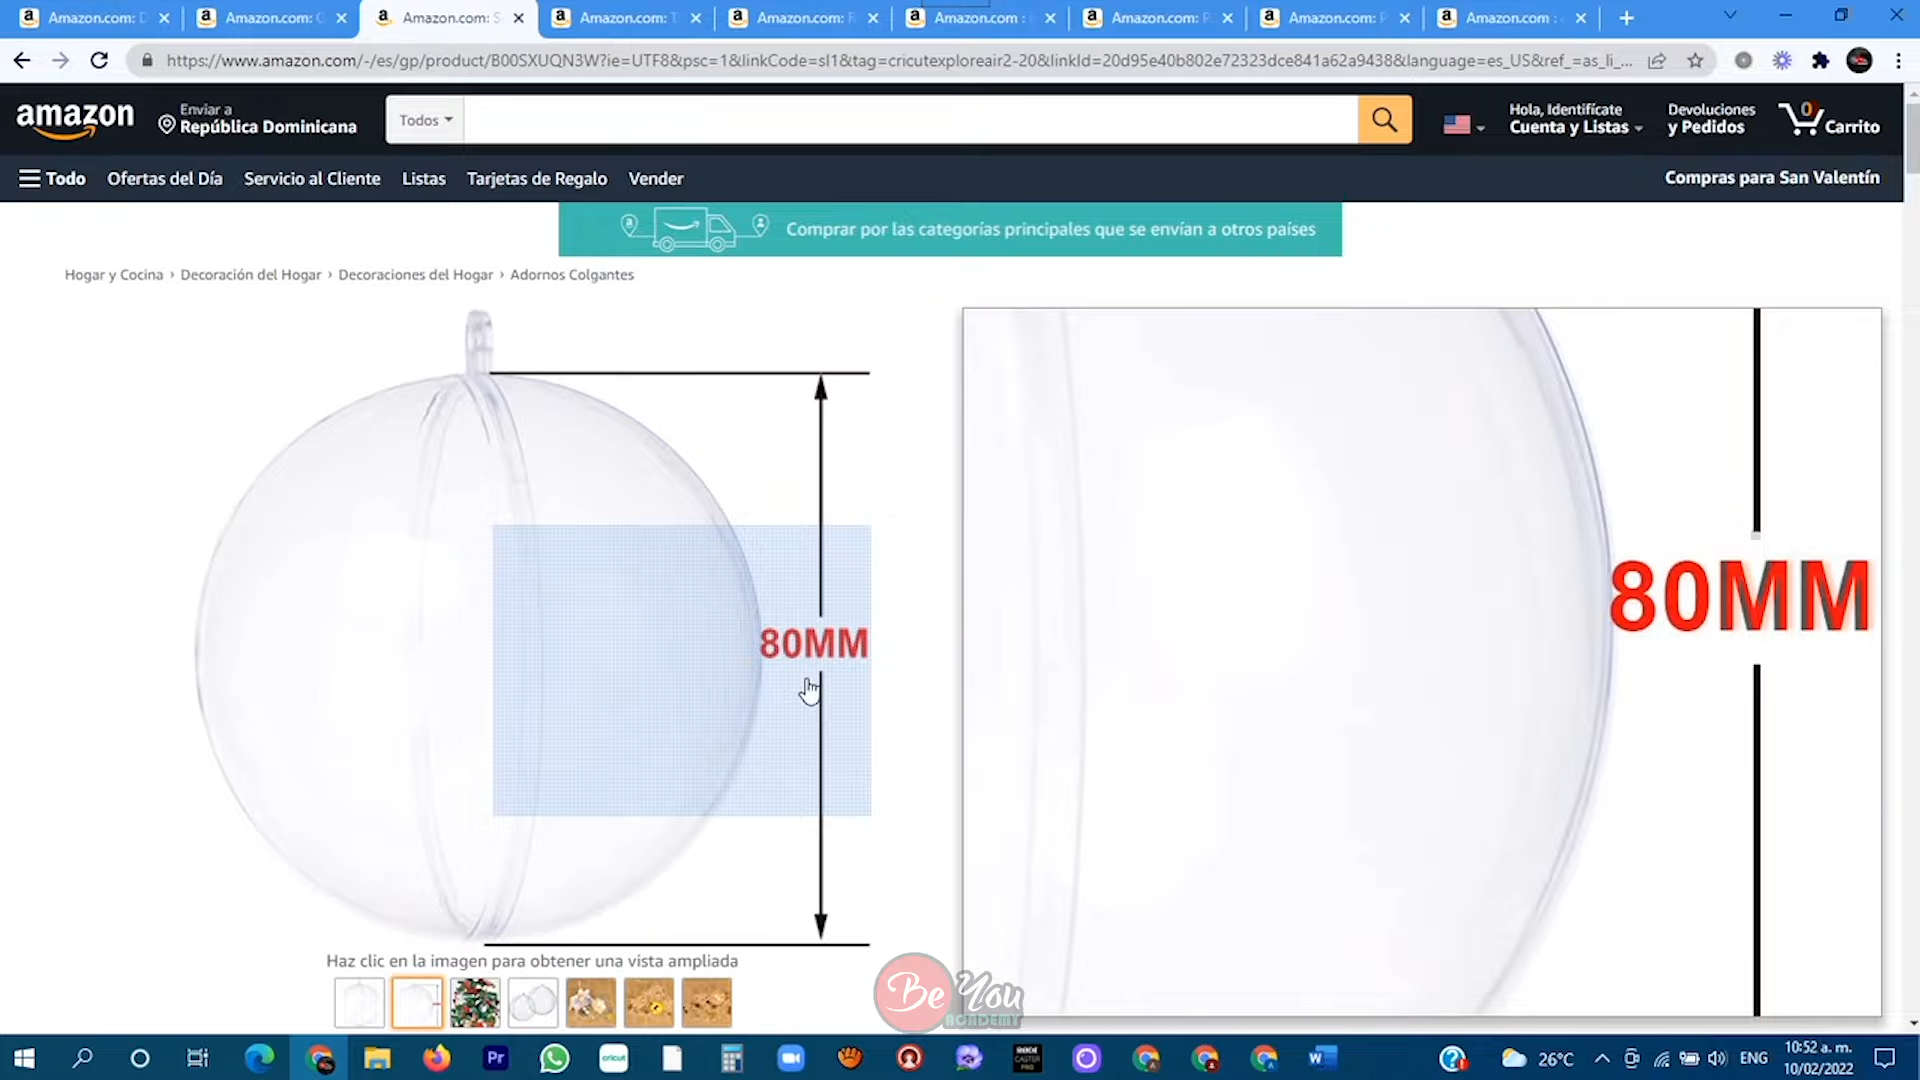 Amazon.com: D
Amazon.com: C
Amazon.com: S
Amazon.com: T
Amazon.com: R
Amazon.com :
Amazon.com: P
Amazon.com: P
Amazon.com :
https://www.amazon.com/-/es/gp/product/B00SXUQN3W?ie=UTF8&psc=1&linkCode=sl1&tag=cricutexploreair2-20&linkId=20d95e40b802e72323dce841a62a9438&language=es_US&ref_=as_li_...
amazon
Enviar a
República Dominicana
Todos
Hola, Identifícate
Cuenta y Listas
Devoluciones
y Pedidos
0
Carrito
Todo
Ofertas del Día
Servicio al Cliente
Listas
Tarjetas de Regalo
Vender
Compras para San Valentín
Comprar por las categorías principales que se envían a otros países
Hogar y Cocina › Decoración del Hogar › Decoraciones del Hogar › Adornos Colgantes
80MM
80MM
Haz clic en la imagen para obtener una vista ampliada
Be You
ACADEMY
Pr
cricut
26°C
ENG
10:52 a. m.
10/02/2022